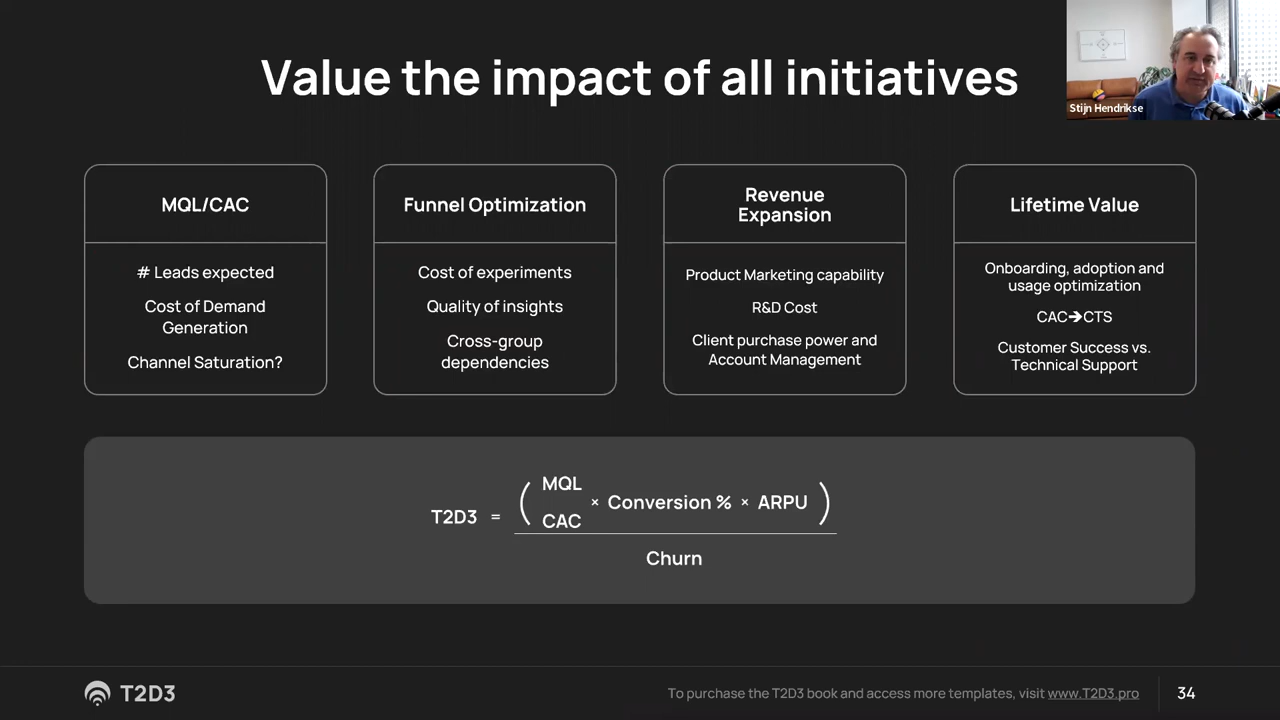 Value the impact of all initiatives
Stijn Hendrikse
MQL/CAC
# Leads expected
Cost of Demand
Generation
Channel Saturation?
Funnel Optimization
Cost of experiments
Quality of insights
Cross-group
dependencies
Revenue
Expansion
Product Marketing capability
R&D Cost
Client purchase power and
Account Management
Lifetime Value
Onboarding, adoption and
usage optimization
CAC➔CTS
Customer Success vs.
Technical Support
T2D3 = ( MQL
CAC × Conversion % × ARPU )
Churn
T2D3
To purchase the T2D3 book and access more templates, visit www.T2D3.pro
34